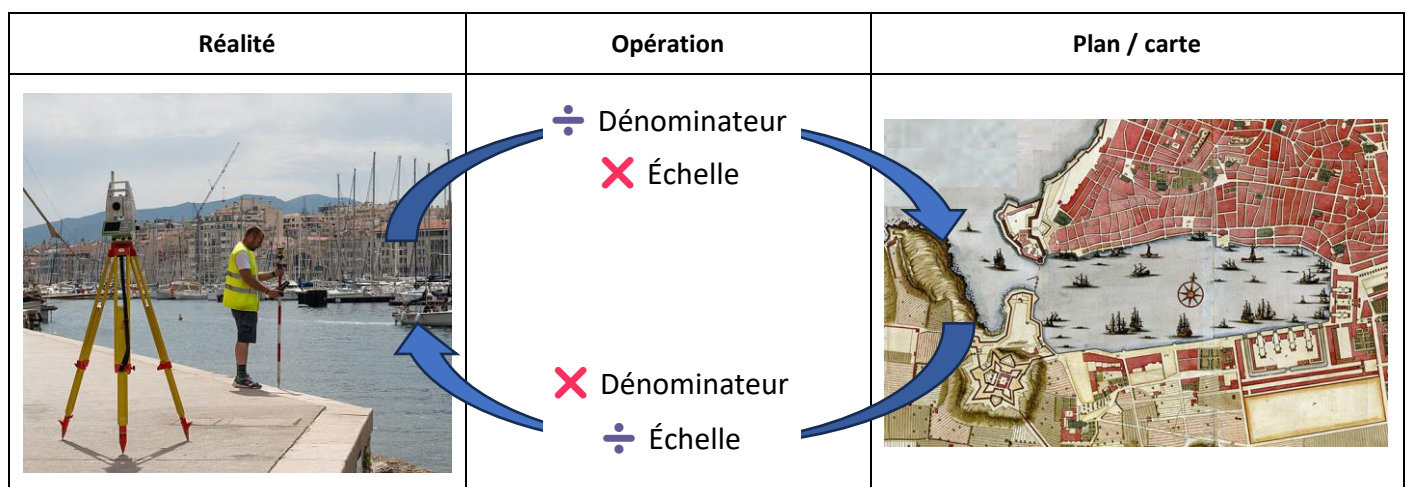 Réalité
Opération
Plan / carte
÷ Dénominateur
× Échelle
× Dénominateur
÷ Échelle